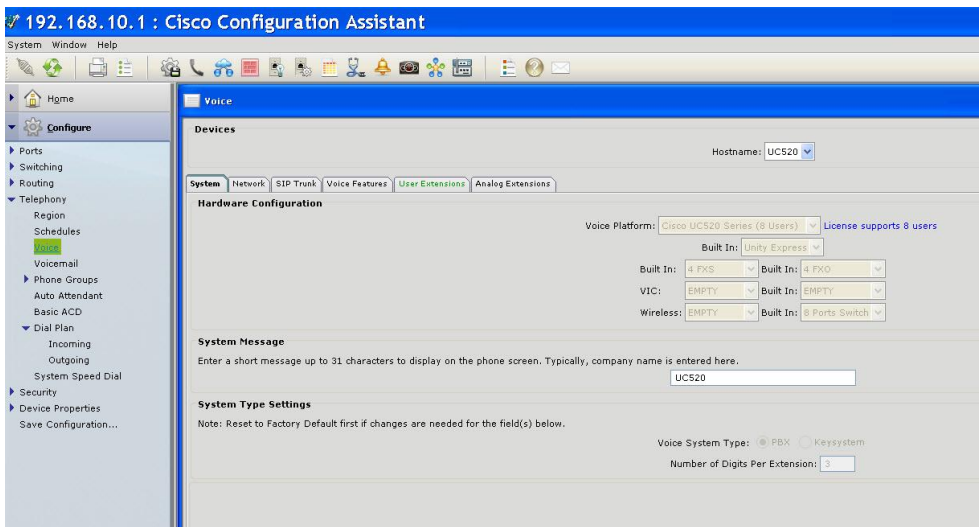 192.168.10.1 : Cisco Configuration Assistant
System Window Help
Home
Configure
Ports
Switching
Routing
Telephony
Region
Schedules
Voice
Voicemail
Phone Groups
Auto Attendant
Basic ACD
Dial Plan
Incoming
Outgoing
System Speed Dial
Security
Device Properties
Save Configuration...
Voice
Devices
Hostname: UC520
System Network SIP Trunk Voice Features User Extensions Analog Extensions
Hardware Configuration
Voice Platform: Cisco UC520 Series (8 Users) License supports 8 users
Built In: Unity Express
Built In: 4 FXS Built In: 4 FXO
VIC: EMPTY Built In: EMPTY
Wireless: EMPTY Built In: 8 Ports Switch
System Message
Enter a short message up to 31 characters to display on the phone screen. Typically, company name is entered here.
UC520
System Type Settings
Note: Reset to Factory Default first if changes are needed for the field(s) below.
Voice System Type: PBX Keysystem
Number of Digits Per Extension: 3